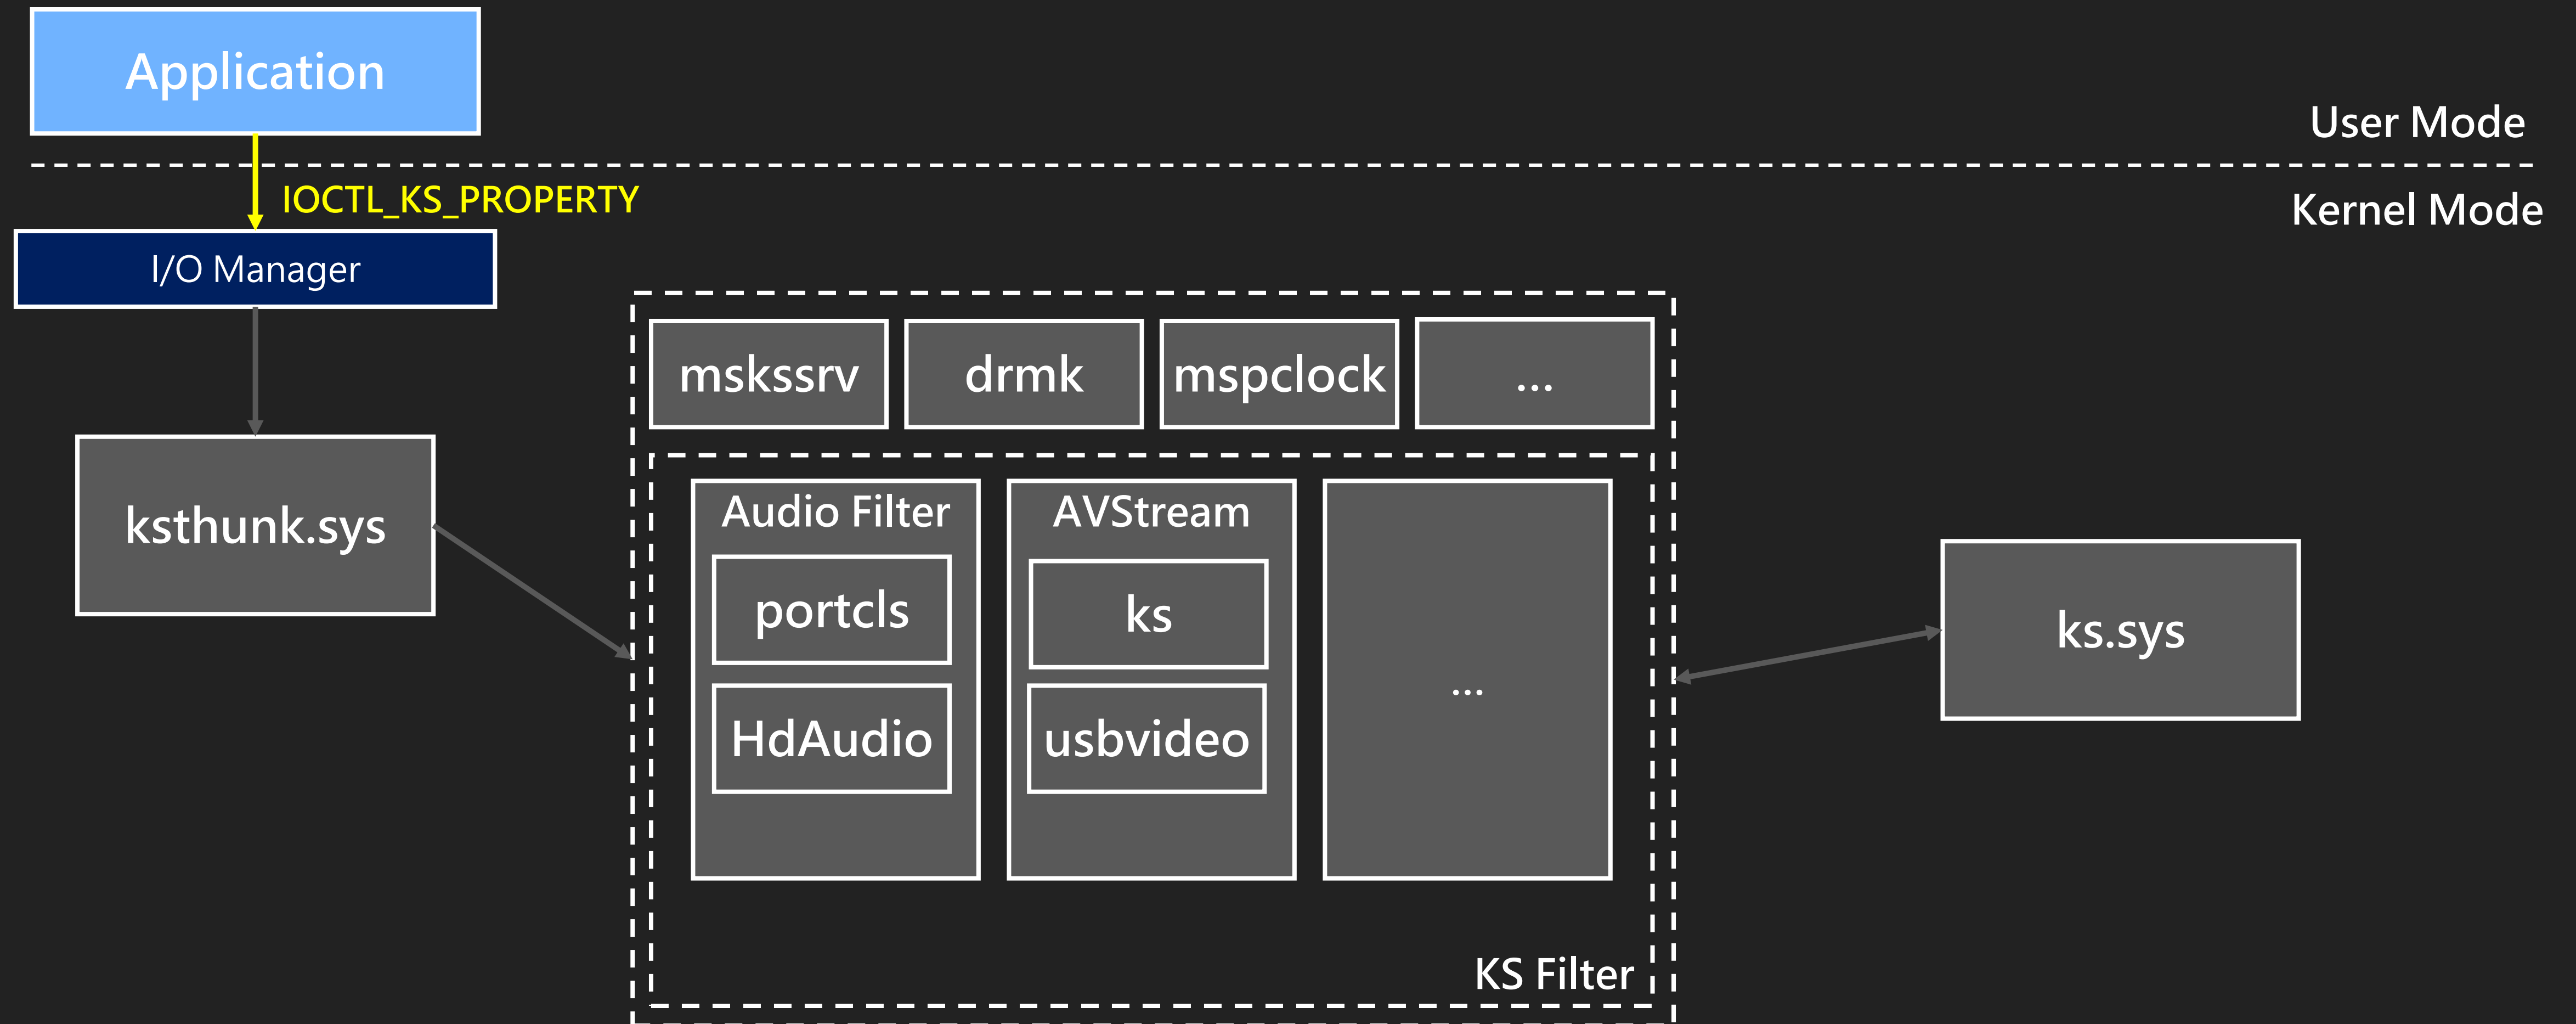 Application
User Mode
IOCTL_KS_PROPERTY
Kernel Mode
I/O Manager
mskssrv
drmk
mspclock
...
ksthunk.sys
Audio Filter
portcls
HdAudio
AVStream
ks
usbvideo
...
KS Filter
ks.sys